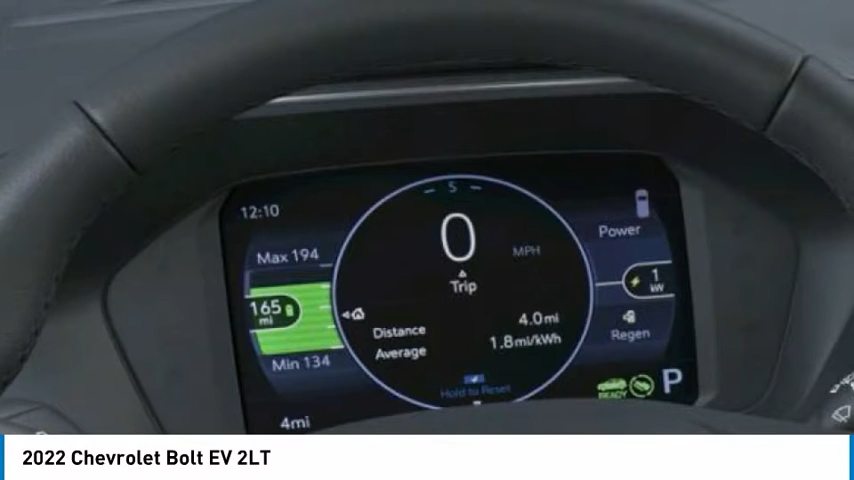 S
12:10
0
MPH
Max 194
Power
165
mi
1
kW
Trip
Distance 4.0mi
Average 1.8mi/kWh
Min 134
Regen
Hold to Reset
READY
P
4mi
2022 Chevrolet Bolt EV 2LT